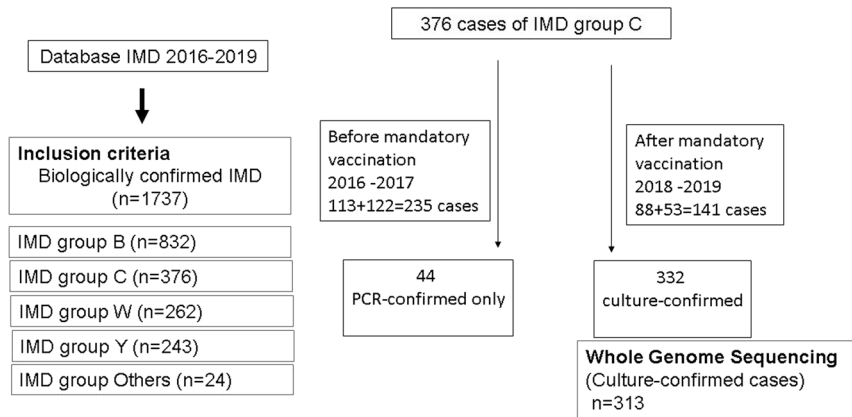 Database IMD 2016-2019
Inclusion criteria
Biologically confirmed IMD
(n=1737)
IMD group B (n=832)
IMD group C (n=376)
IMD group W (n=262)
IMD group Y (n=243)
IMD group Others (n=24)
376 cases of IMD group C
Before mandatory
vaccination
2016 -2017
113+122=235 cases
After mandatory
vaccination
2018 -2019
88+53=141 cases
44
PCR-confirmed only
332
culture-confirmed
Whole Genome Sequencing
(Culture-confirmed cases)
n=313